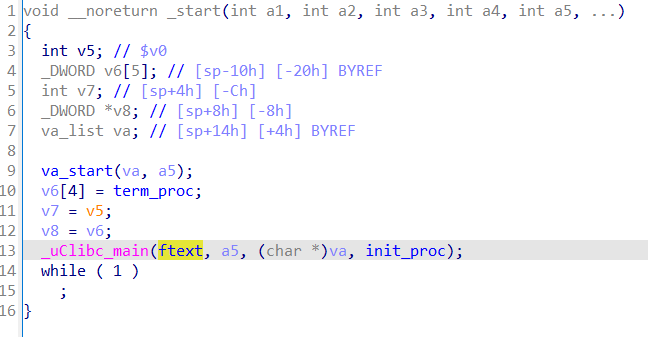 1 void __noreturn _start(int a1, int a2, int a3, int a4, int a5, ...)
2 {
3   int v5; // $v0
4   _DWORD v6[5]; // [sp-10h] [-20h] BYREF
5   int v7; // [sp+4h] [-Ch]
6   _DWORD *v8; // [sp+8h] [-8h]
7   va_list va; // [sp+14h] [+4h] BYREF
8
9   va_start(va, a5);
10   v6[4] = term_proc;
11   v7 = v5;
12   v8 = v6;
13   _uClibc_main(ftext, a5, (char *)va, init_proc);
14   while ( 1 )
15     ;
16 }